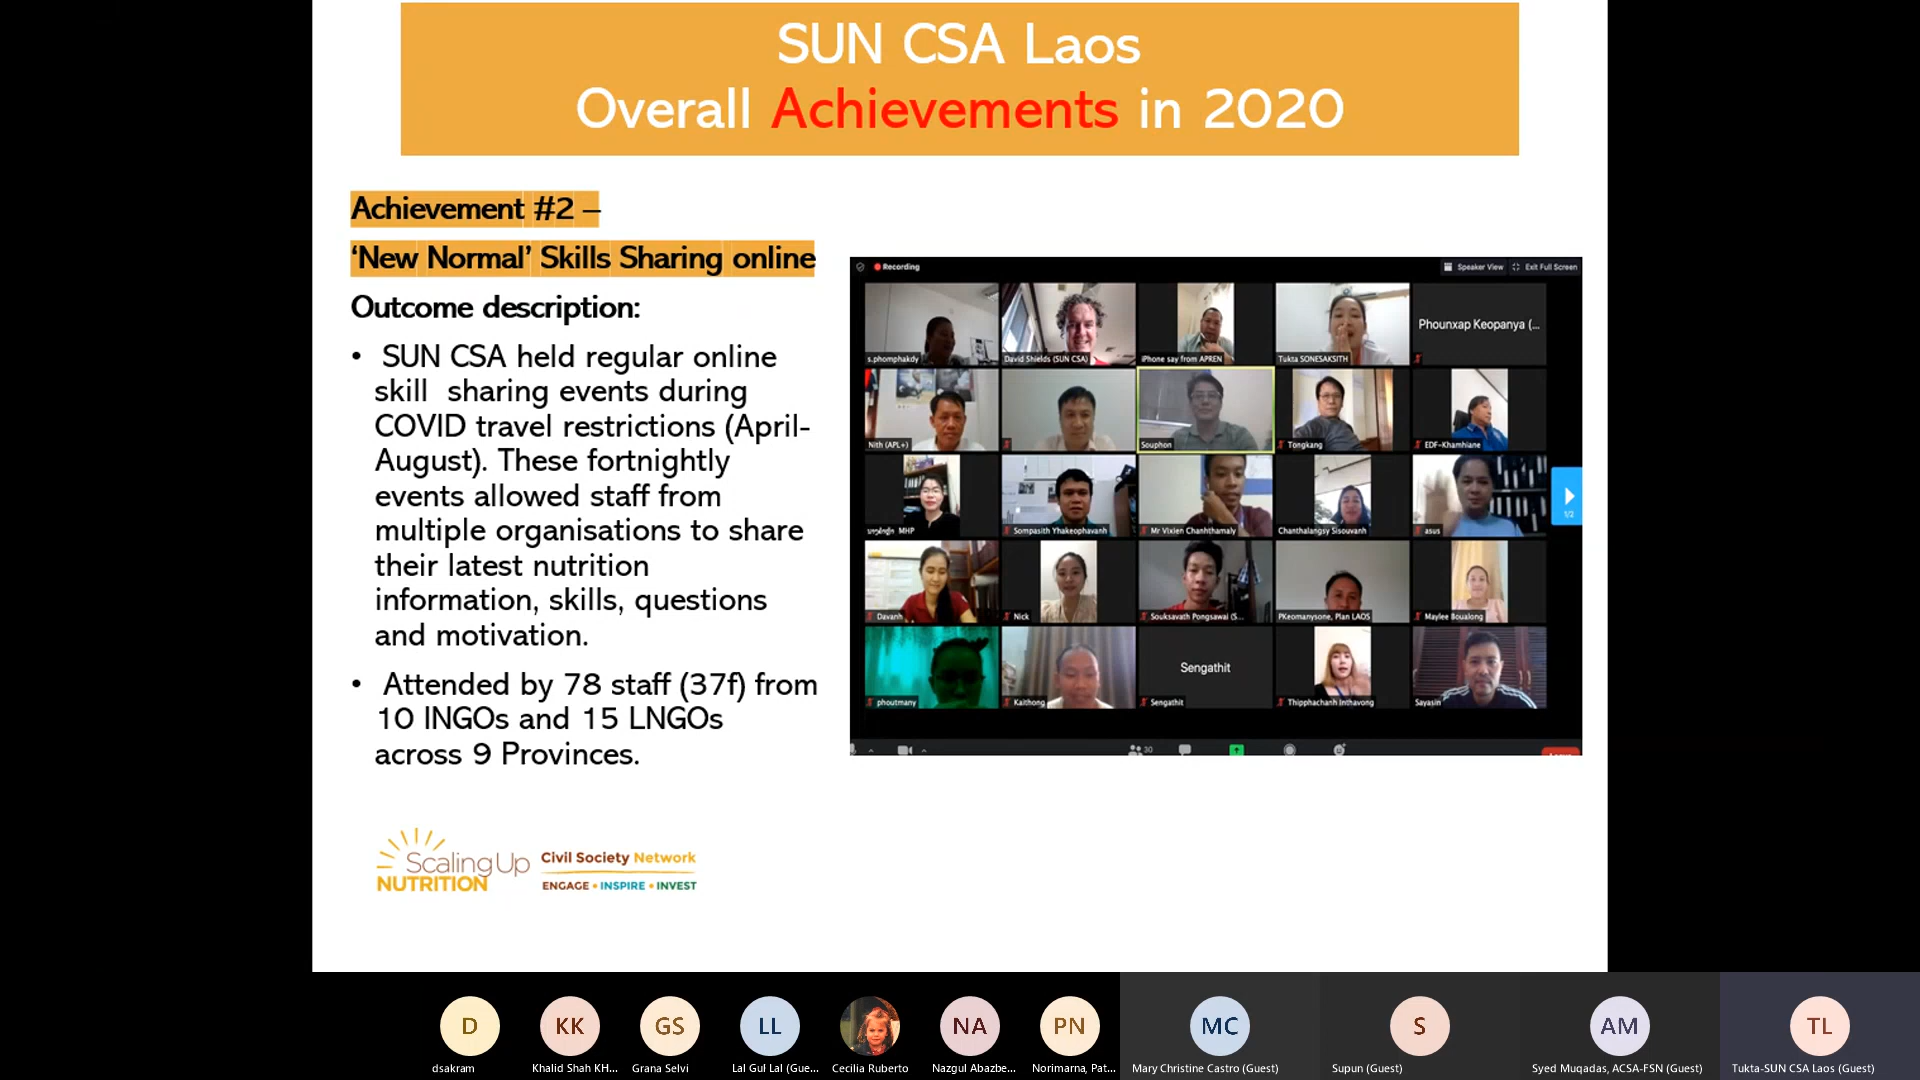 SUN CSA Laos
Overall Achievements in 2020
Achievement #2 –
‘New Normal’ Skills Sharing online
Outcome description:
• SUN CSA held regular online
skill sharing events during
COVID travel restrictions (April-
August). These fortnightly
events allowed staff from
multiple organisations to share
their latest nutrition
information, skills, questions
and motivation.
• Attended by 78 staff (37f) from
10 INGOs and 15 LNGOs
across 9 Provinces.
Recording
Speaker View Exit Full Screen
s.phomphakdy David Shields (SUN CSA) iPhone say from APREN Tukta SONESAKSITH Phounxap Keopanya (...
Nith (APL+) Souphon Tongkang EDF-Khamhiane
MHP Sompasith Yhakeophavanh Mr Vixien Chanhthamaly Chanthalangsy Sisouvanh asus
1/2
Davanh Nick Souksavath Pongsawai (S... PKeomanysone, Plan LAOS Maylee Boualong
Sengathit
phoutmany Kaithong Sengathit Thipphachanh Inthavong Sayasin
30
Scaling Up
NUTRITION
Civil Society Network
ENGAGE • INSPIRE • INVEST
D KK GS LL NA PN MC S AM TL
dsakram Khalid Shah KH... Grana Selvi Lal Gul Lal (Gue... Cecilia Ruberto Nazgul Abazbe... Norimarna, Pat... Mary Christine Castro (Guest) Supun (Guest) Syed Muqadas, ACSA-FSN (Guest) Tukta-SUN CSA Laos (Guest)